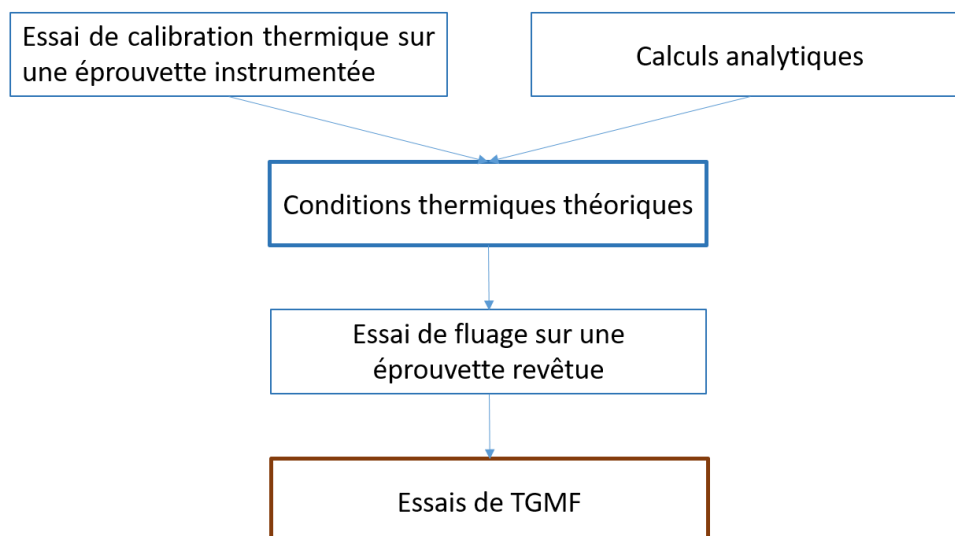 Essai de calibration thermique sur
une éprouvette instrumentée
Calculs analytiques
Conditions thermiques théoriques
Essai de fluage sur une
éprouvette revêtue
Essais de TGMF